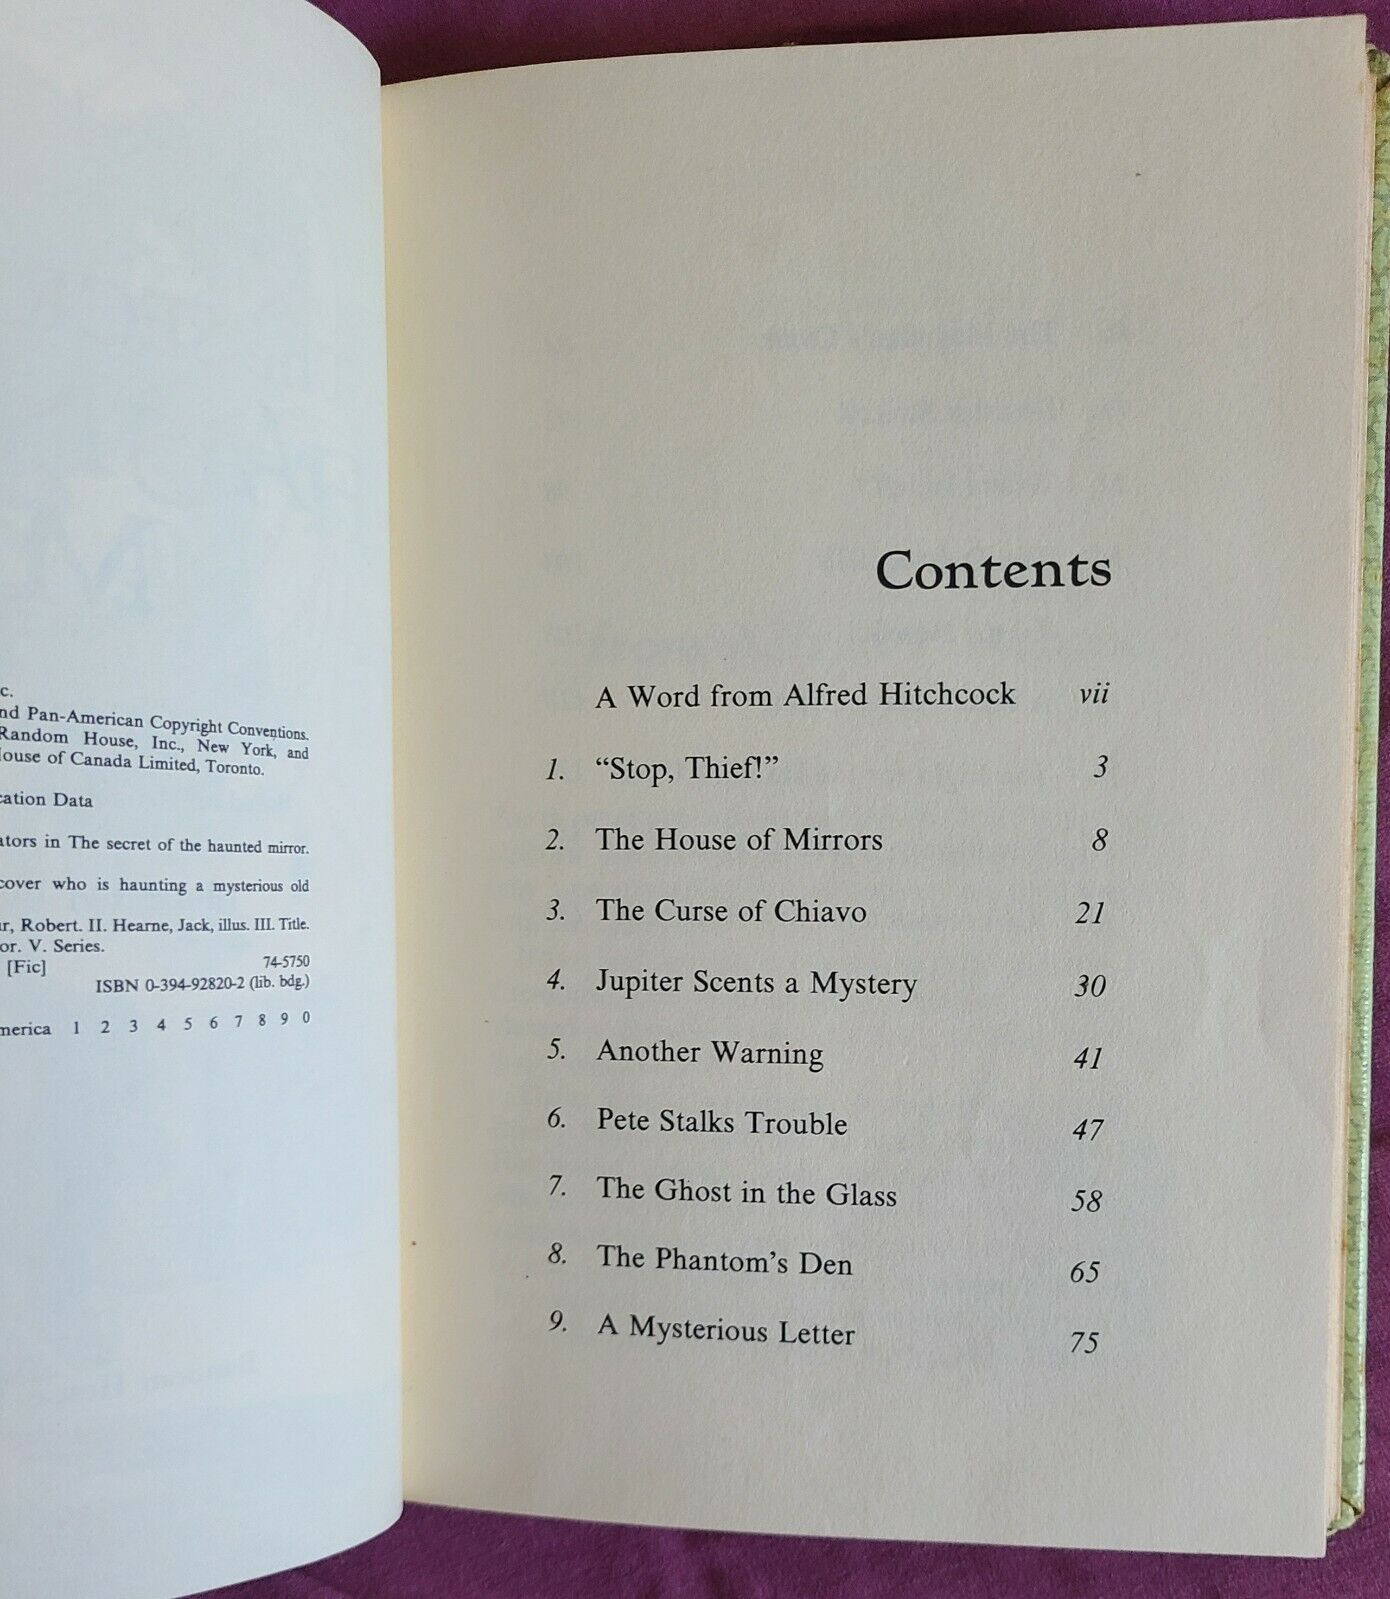 c.
nd Pan-American Copyright Conventions.
Random House, Inc., New York, and
House of Canada Limited, Toronto.
cation Data
ators in The secret of the haunted mirror.
cover who is haunting a mysterious old
ur, Robert. II. Hearne, Jack, illus. III. Title.
or. V. Series.
[Fic] 74-5750
ISBN 0-394-92820-2 (lib. bdg.)
merica 1 2 3 4 5 6 7 8 9 0
Contents
A Word from Alfred Hitchcock vii
1. “Stop, Thief!” 3
2. The House of Mirrors 8
3. The Curse of Chiavo 21
4. Jupiter Scents a Mystery 30
5. Another Warning 41
6. Pete Stalks Trouble 47
7. The Ghost in the Glass 58
8. The Phantom’s Den 65
9. A Mysterious Letter 75